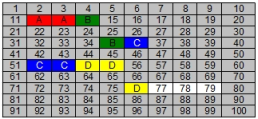 1 2 3 4 5 6 7 8 9 10
11 A A B 15 16 17 18 19 20
21 22 23 24 25 26 27 28 29 30
31 32 33 34 B C 37 38 39 40
41 42 43 44 45 46 47 48 49 50
51 C C D D 56 57 58 59 60
61 62 63 64 65 66 67 68 69 70
71 72 73 74 75 D 77 78 79 80
81 82 83 84 85 86 87 88 89 90
91 92 93 94 95 96 97 98 99 100